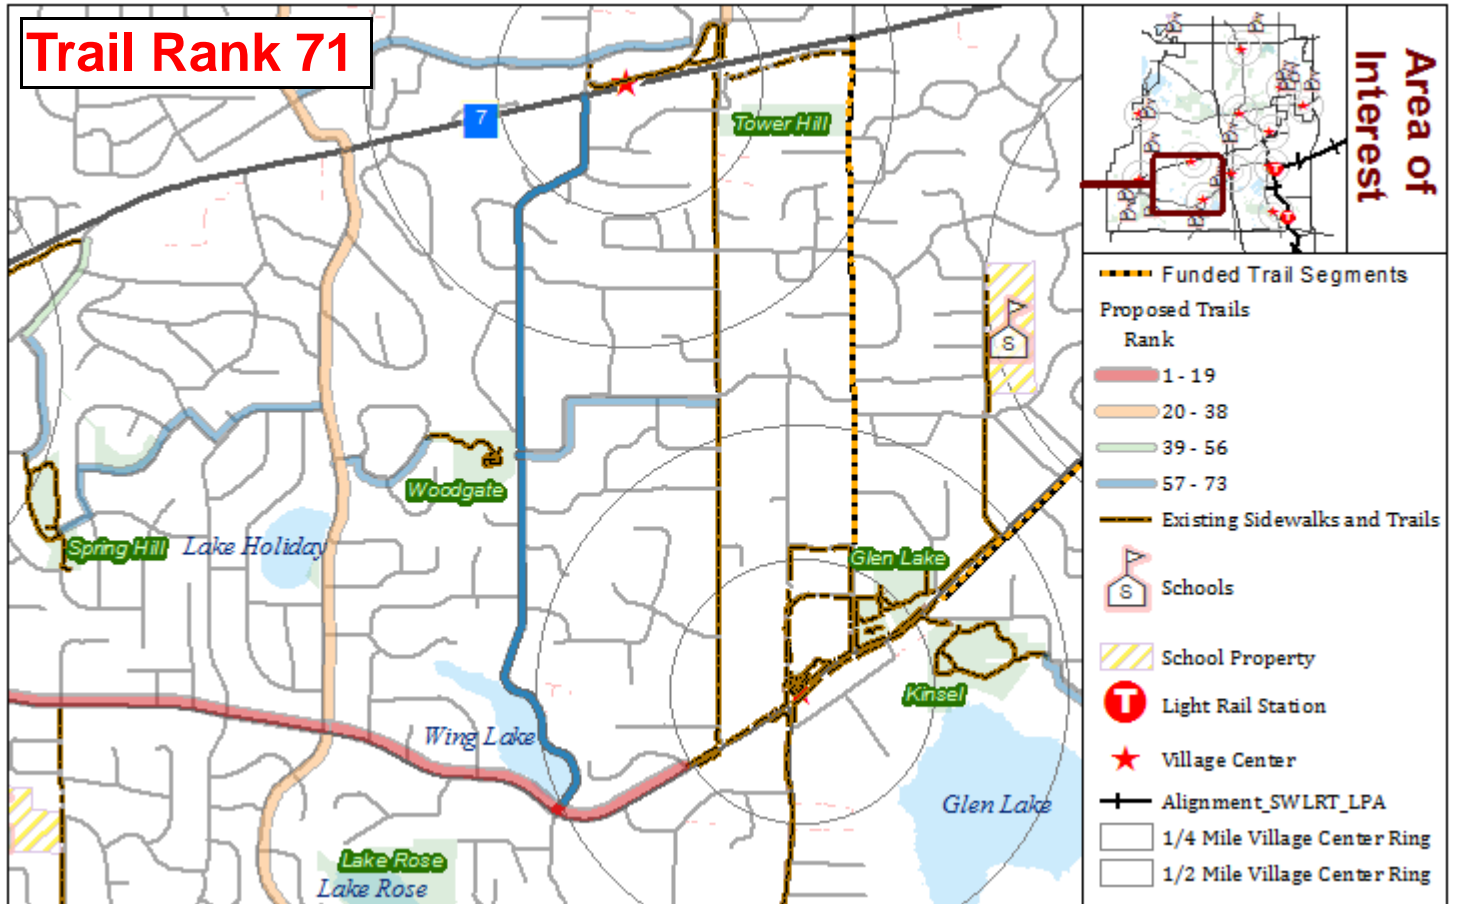 Trail Rank 71
7
Tower Hill
S
Woodgate
Spring Hill
Lake Holiday
Glen Lake
Kinsel
Wing Lake
Glen Lake
Lake Rose
Lake Rose
Area of
Interest
T
T
Funded Trail Segments
Proposed Trails
Rank
1 - 19
20 - 38
39 - 56
57 - 73
Existing Sidewalks and Trails
S
Schools
School Property
T
Light Rail Station
Village Center
Alignment_SWLRT_LPA
1/4 Mile Village Center Ring
1/2 Mile Village Center Ring